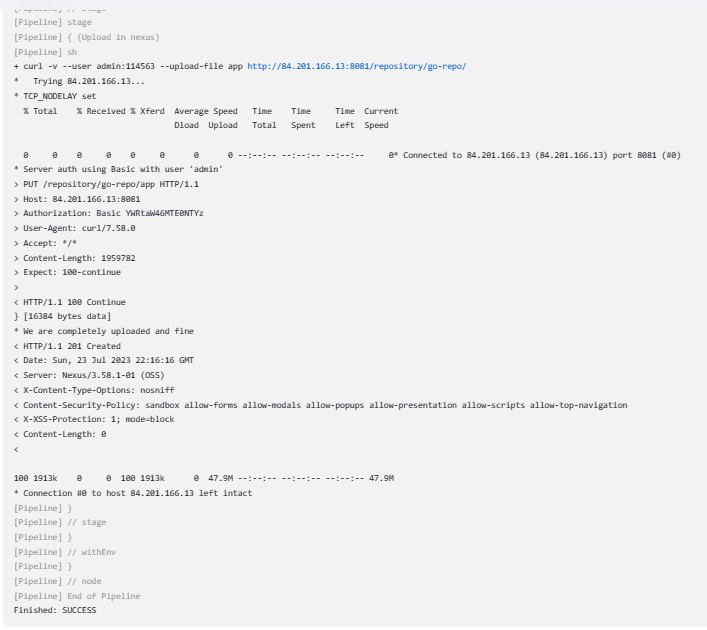 [Pipeline] // stage
[Pipeline] stage
[Pipeline] { (Upload in nexus)
[Pipeline] sh
+ curl -v --user admin:114563 --upload-file app http://84.201.166.13:8081/repository/go-repo/
*   Trying 84.201.166.13...
* TCP_NODELAY set
  % Total    % Received % Xferd  Average Speed   Time    Time     Time  Current
                                 Dload  Upload   Total   Spent    Left  Speed
  0     0    0     0    0     0      0      0 --:--:-- --:--:-- --:--:--     0* Connected to 84.201.166.13 (84.201.166.13) port 8081 (#0)
* Server auth using Basic with user 'admin'
> PUT /repository/go-repo/app HTTP/1.1
> Host: 84.201.166.13:8081
> Authorization: Basic YWRtaW46MTE0NTYz
> User-Agent: curl/7.58.0
> Accept: */*
> Content-Length: 1959782
> Expect: 100-continue
>
< HTTP/1.1 100 Continue
} [16384 bytes data]
* We are completely uploaded and fine
< HTTP/1.1 201 Created
< Date: Sun, 23 Jul 2023 22:16:16 GMT
< Server: Nexus/3.58.1-01 (OSS)
< X-Content-Type-Options: nosniff
< Content-Security-Policy: sandbox allow-forms allow-modals allow-popups allow-presentation allow-scripts allow-top-navigation
< X-XSS-Protection: 1; mode=block
< Content-Length: 0
<
100 1913k    0     0  100 1913k      0  47.9M --:--:-- --:--:-- --:--:-- 47.9M
* Connection #0 to host 84.201.166.13 left intact
[Pipeline] }
[Pipeline] // stage
[Pipeline] }
[Pipeline] // withEnv
[Pipeline] }
[Pipeline] // node
[Pipeline] End of Pipeline
Finished: SUCCESS